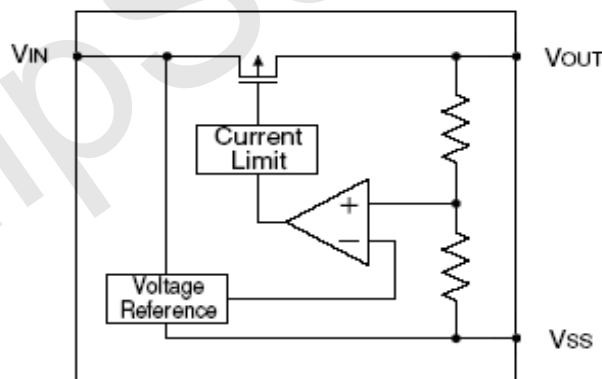 VIN
VOUT
Current
Limit
+
−
Voltage
Reference
VSS